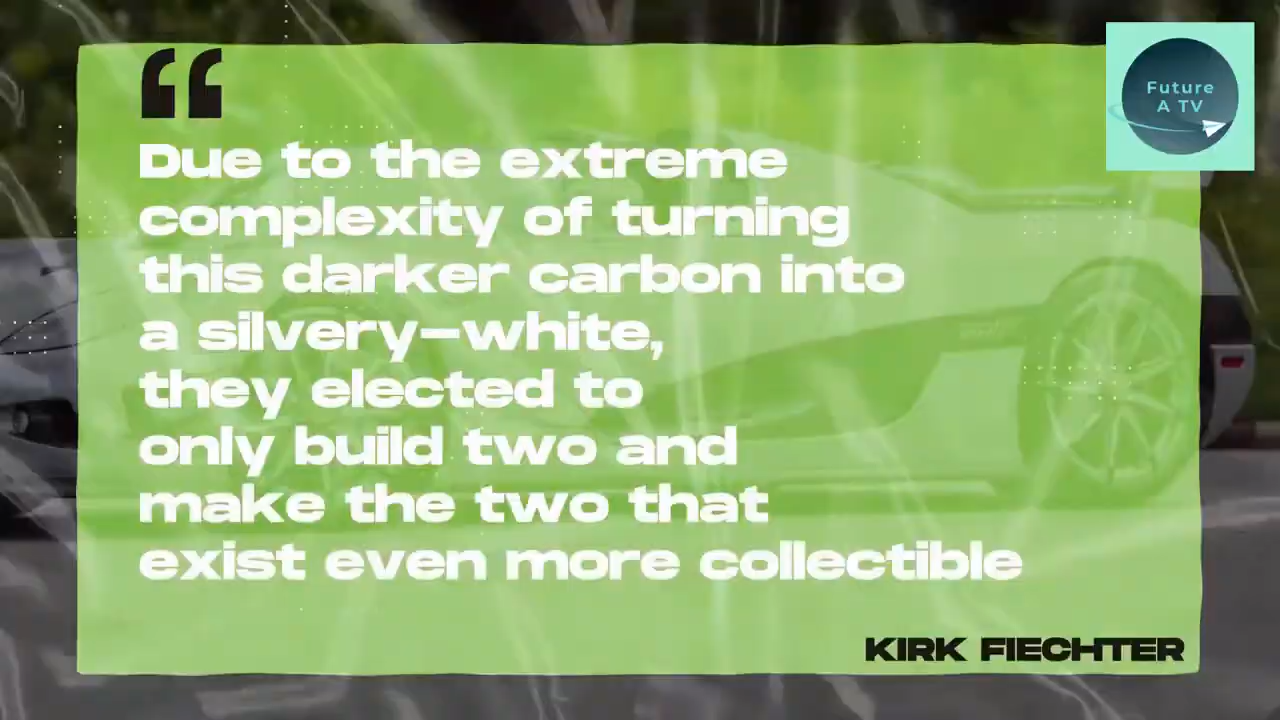 “
Due to the extreme
complexity of turning
this darker carbon into
a silvery–white,
they elected to
only build two and
make the two that
exist even more collectible
KIRK FIECHTER
Future
A TV